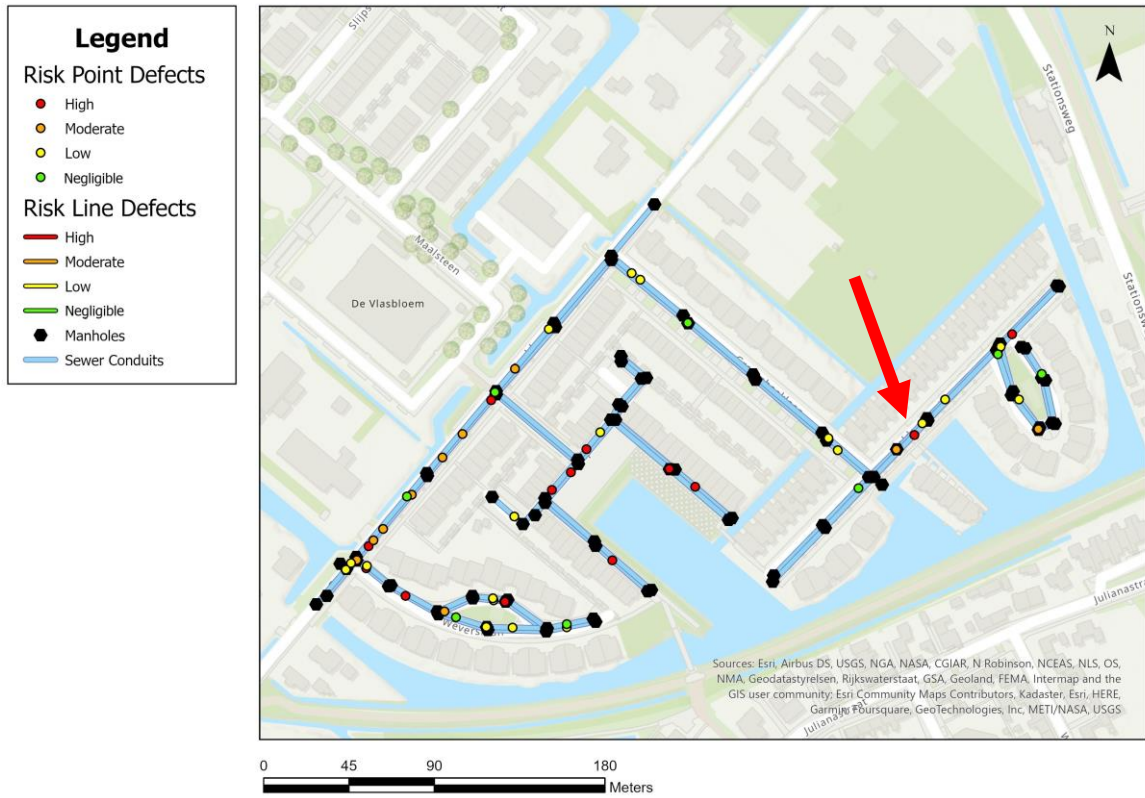 Legend
Risk Point Defects
High
Moderate
Low
Negligible
Risk Line Defects
High
Moderate
Low
Negligible
Manholes
Sewer Conduits
N
Stationsweg
Stationsweg
Maalsteen
De Vlasbloem
Julianastra
Julianastraat
Sources: Esri, Airbus DS, USGS, NGA, NASA, CGIAR, N Robinson, NCEAS, NLS, OS,
NMA, Geodatastyrelsen, Rijkswaterstaat, GSA, Geoland, FEMA, Intermap and the
GIS user community; Esri Community Maps Contributors, Kadaster, Esri, HERE,
Garmin, Foursquare, GeoTechnologies, Inc, METI/NASA, USGS
0 45 90 180
Meters